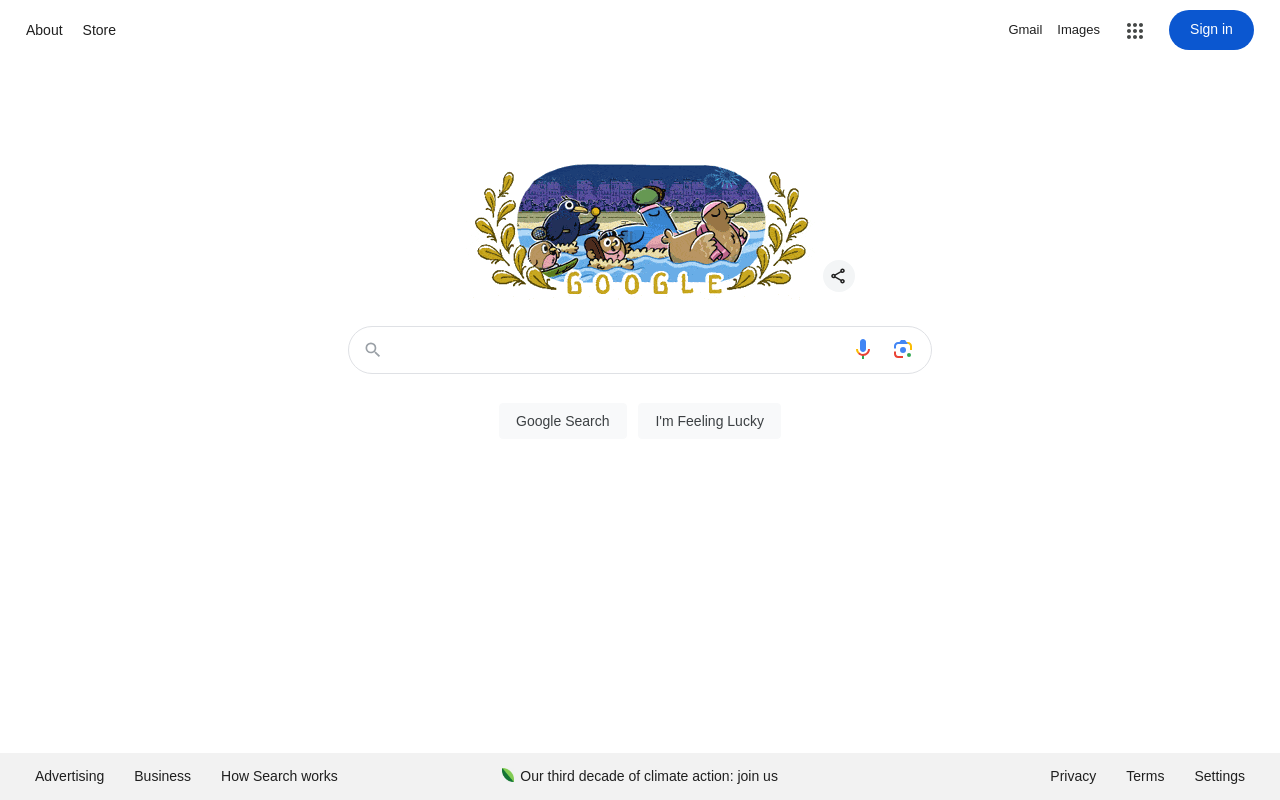 About Store
Gmail Images Sign in
GOOGLE
Google Search I'm Feeling Lucky
Advertising Business How Search works Our third decade of climate action: join us Privacy Terms Settings